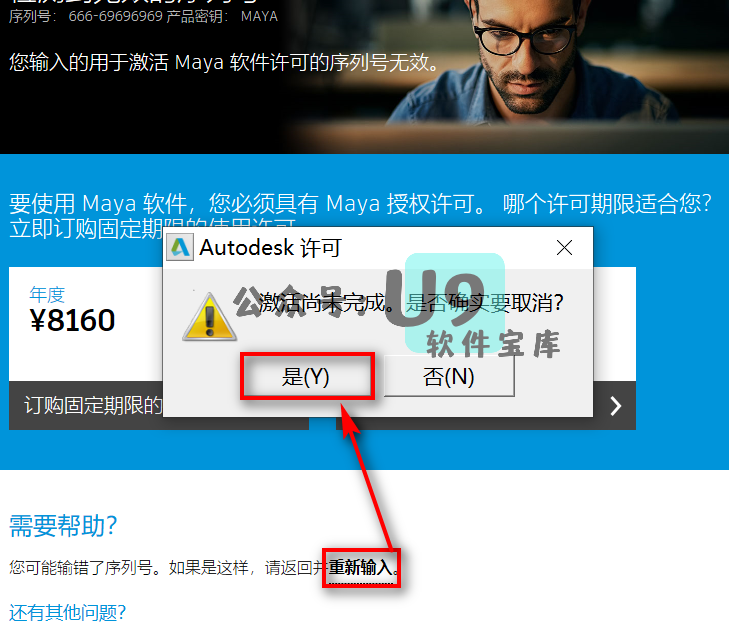 序列号： 666-69696969 产品密钥： MAYA
您输入的用于激活 Maya 软件许可的序列号无效。
要使用 Maya 软件，您必须具有 Maya 授权许可。 哪个许可期限适合您？
立即订购固定期限的使用许可
Autodesk 许可
年度
¥8160
激活尚未完成。是否确实要取消？
公众号：U9
软件宝库
是(Y)
否(N)
订购固定期限的
需要帮助？
您可能输错了序列号。如果是这样，请返回并重新输入。
还有其他问题？